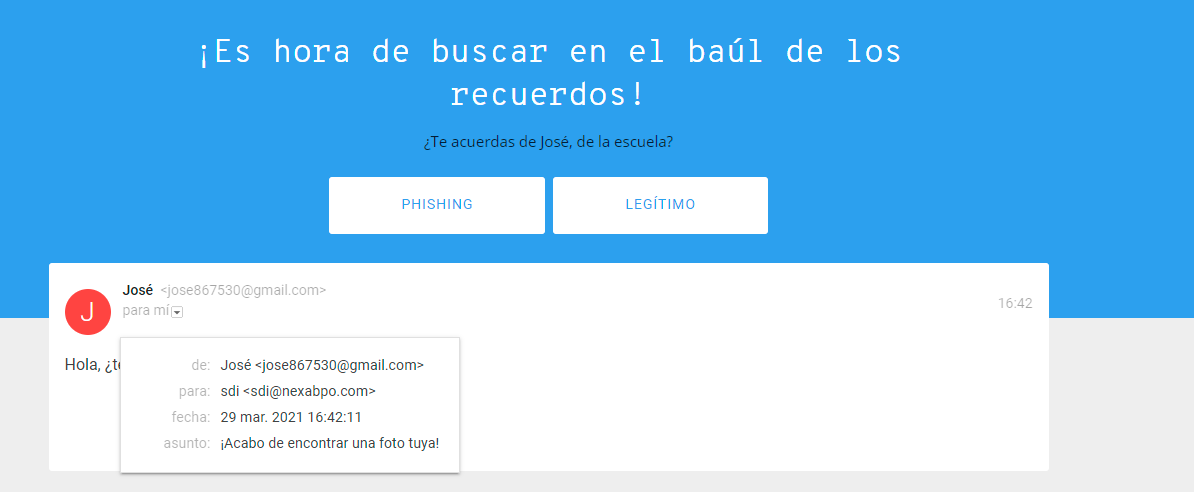 ¡Es hora de buscar en el baúl de los
recuerdos!
¿Te acuerdas de José, de la escuela?
PHISHING
LEGÍTIMO
J
José <jose867530@gmail.com>
16:42
para mí
Hola, ¿te
de: José <jose867530@gmail.com>
para: sdi <sdi@nexabpo.com>
fecha: 29 mar. 2021 16:42:11
asunto: ¡Acabo de encontrar una foto tuya!